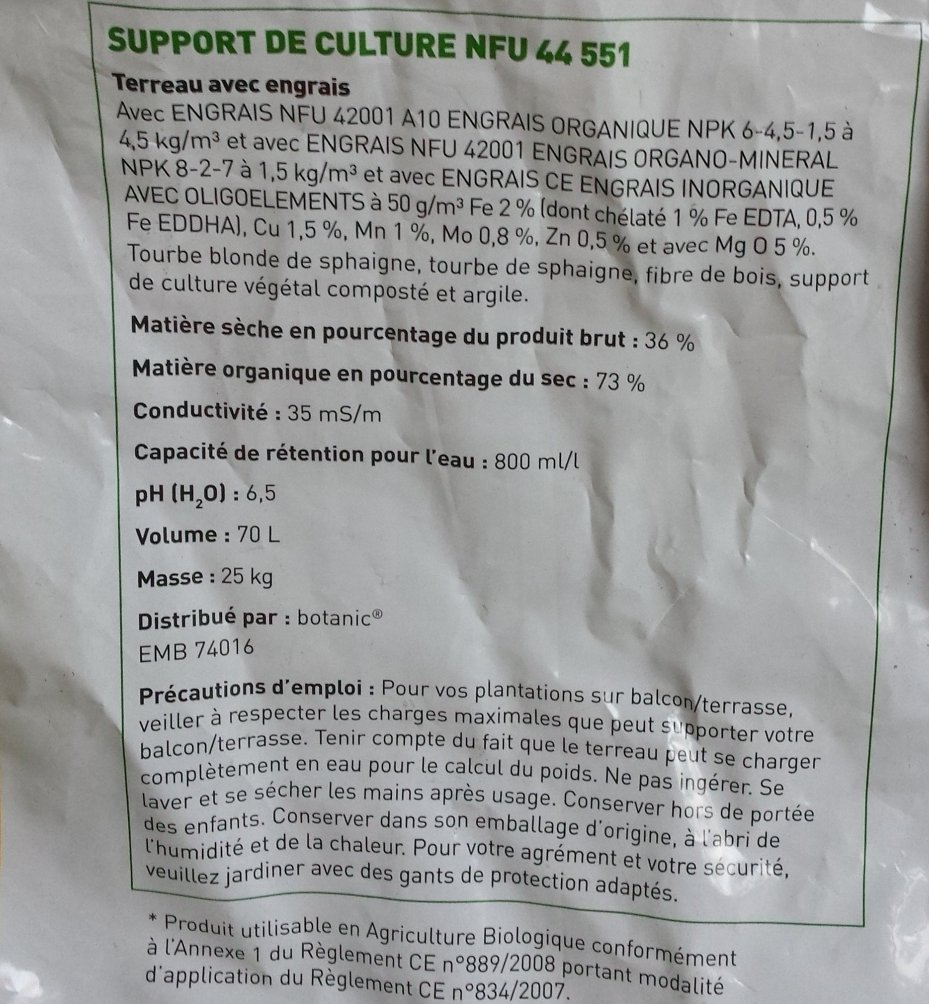 SUPPORT DE CULTURE NFU 44 551
Terreau avec engrais
Avec ENGRAIS NFU 42001 A10 ENGRAIS ORGANIQUE NPK 6-4,5-1,5 à
4,5 kg/m³ et avec ENGRAIS NFU 42001 ENGRAIS ORGANO-MINERAL
NPK 8-2-7 à 1,5 kg/m³ et avec ENGRAIS CE ENGRAIS INORGANIQUE
AVEC OLIGOELEMENTS à 50 g/m³ Fe 2 % (dont chélaté 1 % Fe EDTA, 0,5 %
Fe EDDHA), Cu 1,5 %, Mn 1 %, Mo 0,8 %, Zn 0,5 % et avec Mg O 5 %.
Tourbe blonde de sphaigne, tourbe de sphaigne, fibre de bois, support
de culture végétal composté et argile.
Matière sèche en pourcentage du produit brut : 36 %
Matière organique en pourcentage du sec : 73 %
Conductivité : 35 mS/m
Capacité de rétention pour l'eau : 800 ml/l
pH (H₂O) : 6,5
Volume : 70 L
Masse : 25 kg
Distribué par : botanic®
EMB 74016
Précautions d'emploi : Pour vos plantations sur balcon/terrasse,
veiller à respecter les charges maximales que peut supporter votre
balcon/terrasse. Tenir compte du fait que le terreau peut se charger
complètement en eau pour le calcul du poids. Ne pas ingérer. Se
laver et se sécher les mains après usage. Conserver hors de portée
des enfants. Conserver dans son emballage d'origine, à l'abri de
l'humidité et de la chaleur. Pour votre agrément et votre sécurité,
veuillez jardiner avec des gants de protection adaptés.
* Produit utilisable en Agriculture Biologique conformément
à l'Annexe 1 du Règlement CE n°889/2008 portant modalité
d'application du Règlement CE n°834/2007.